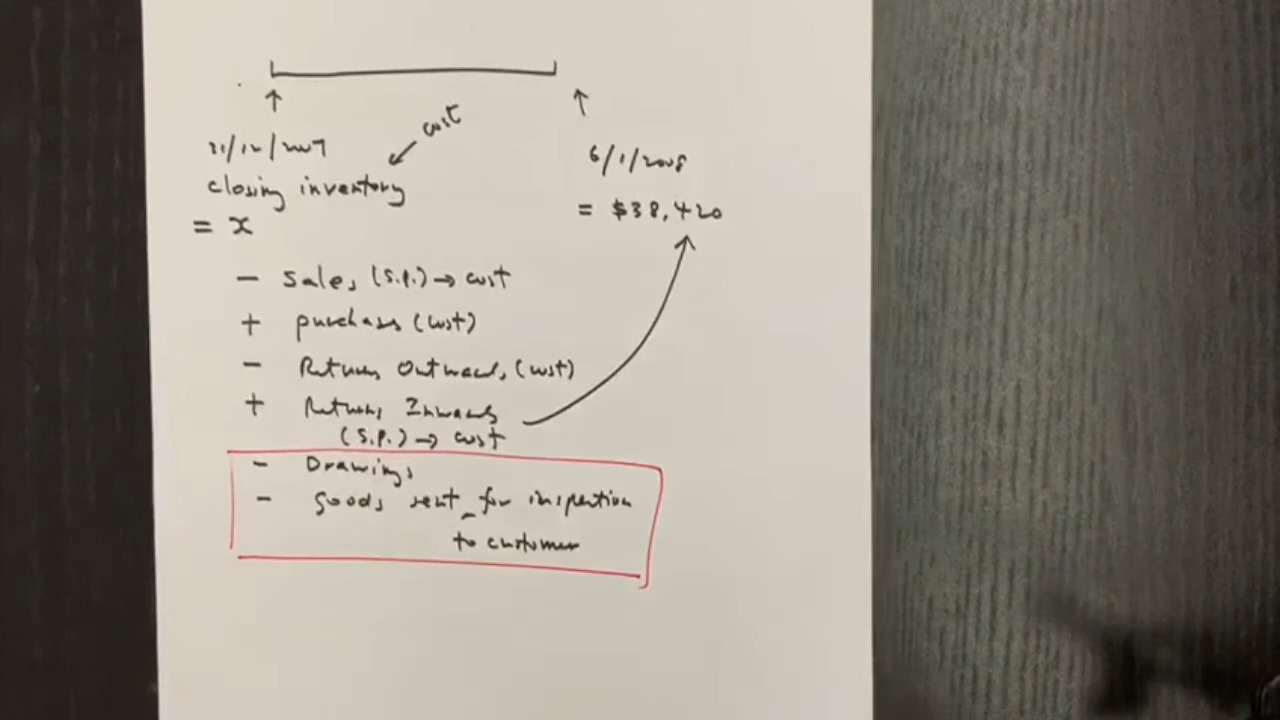 cost
31/12/2007
6/1/2008
closing inventory
= $38,420
= x
- Sales (S.P.) → cost
+ purchases (cost)
- Returns Outwards (cost)
+ Returns Inwards
(S.P.) → cost
- Drawings
- goods sent for inspection
to customer